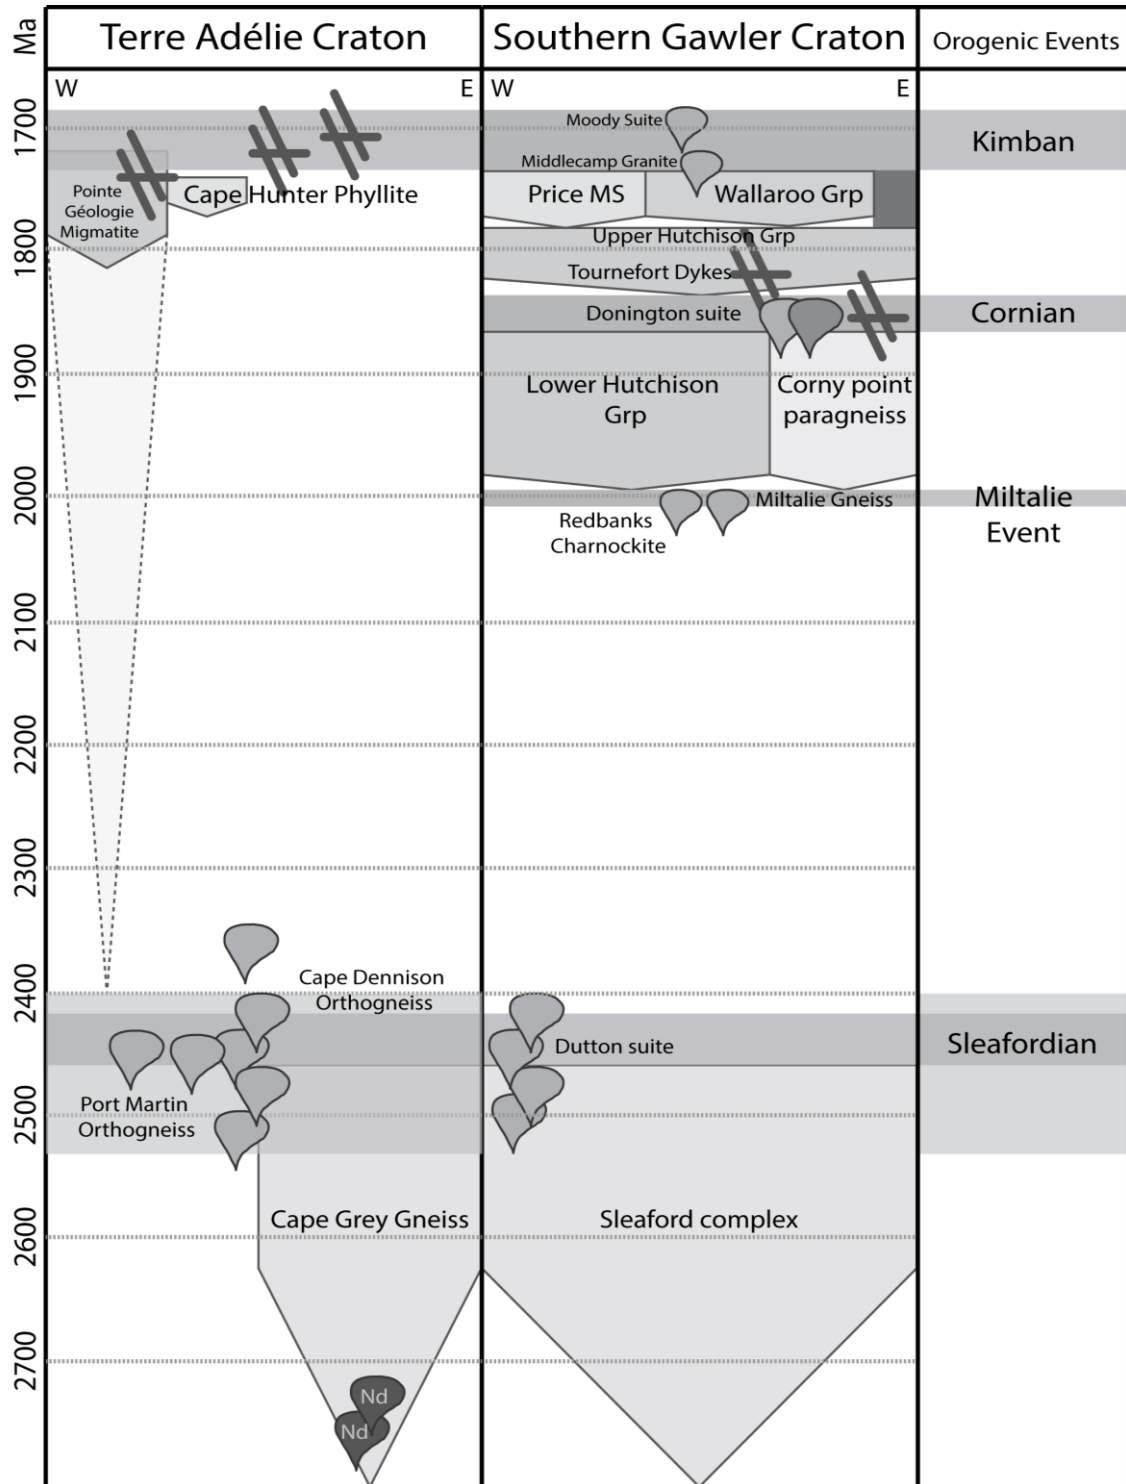 Ma
Terre Adélie Craton
Southern Gawler Craton
Orogenic Events
W
E
W
E
1700
Moody Suite
Kimban
Middlecamp Granite
Pointe
Géologie
Migmatite
Cape Hunter Phyllite
Price MS
Wallaroo Grp
1800
Upper Hutchison Grp
Tournefort Dykes
Donington suite
Cornian
1900
Lower Hutchison
Grp
Corny point
paragneiss
2000
Miltalie Gneiss
Miltalie
Event
Redbanks
Charnockite
2100
2200
2300
2400
Cape Dennison
Orthogneiss
Dutton suite
Sleafordian
2500
Port Martin
Orthogneiss
2600
Cape Grey Gneiss
Sleaford complex
2700
Nd
Nd